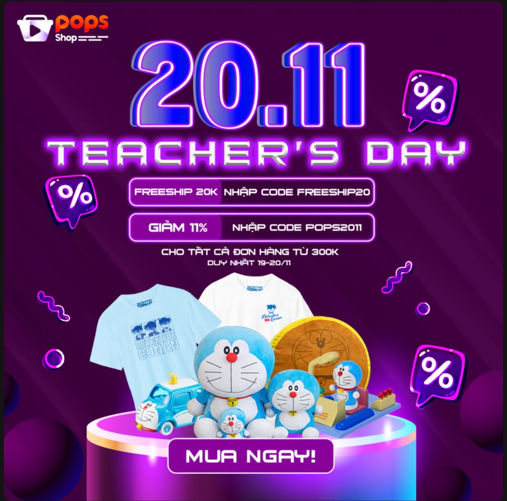 pops
Shop
20.11
TEACHER'S DAY
FREESHIP 20K NHẬP CODE FREESHIP20
GIẢM 11% NHẬP CODE POPS2011
CHO TẤT CẢ ĐƠN HÀNG TỪ 300K
DUY NHẤT 19-20/11
%
%
%
MUA NGAY!